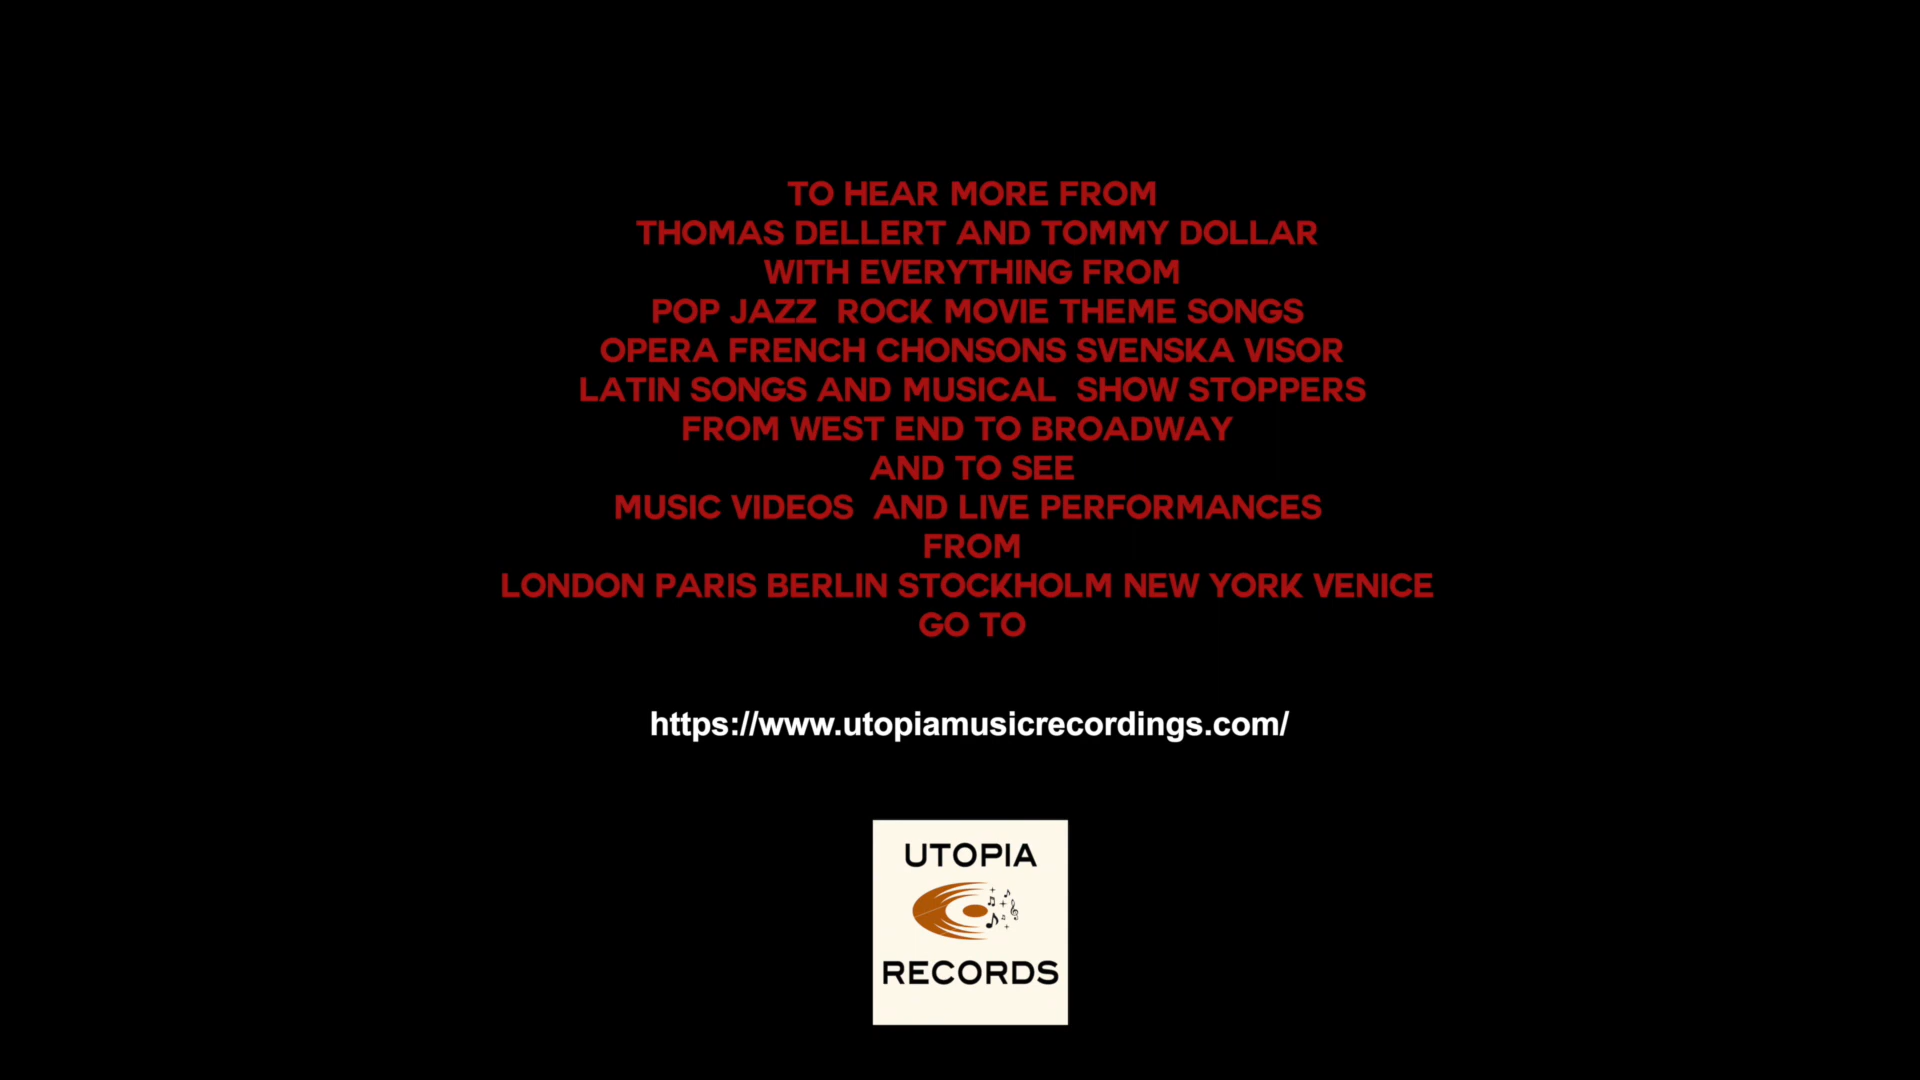 TO HEAR MORE FROM
THOMAS DELLERT AND TOMMY DOLLAR
WITH EVERYTHING FROM
POP JAZZ  ROCK MOVIE THEME SONGS
OPERA FRENCH CHONSONS SVENSKA VISOR
LATIN SONGS AND MUSICAL  SHOW STOPPERS
FROM WEST END TO BROADWAY
AND TO SEE
MUSIC VIDEOS  AND LIVE PERFORMANCES
FROM
LONDON PARIS BERLIN STOCKHOLM NEW YORK VENICE
GO TO
https://www.utopiamusicrecordings.com/
UTOPIA
RECORDS